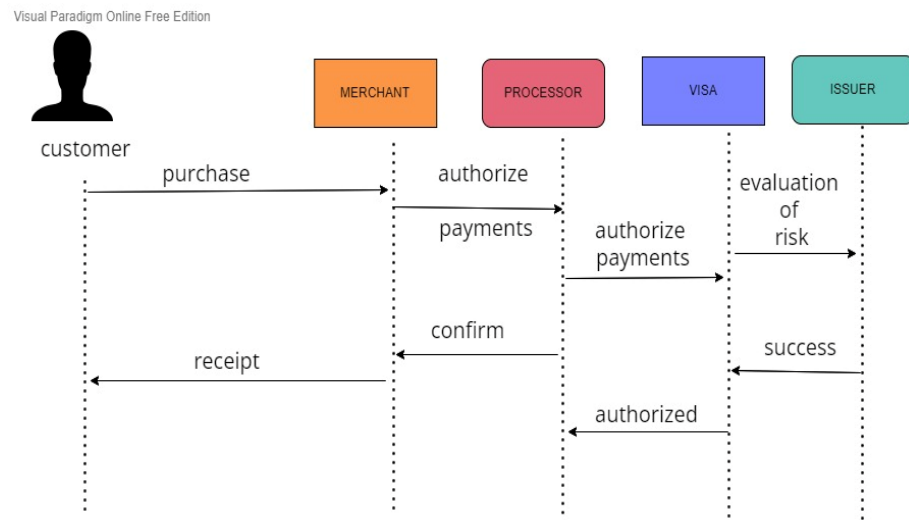 Visual Paradigm Online Free Edition
MERCHANT
PROCESSOR
VISA
ISSUER
customer
purchase
authorize
payments
authorize
payments
evaluation
of
risk
confirm
receipt
success
authorized